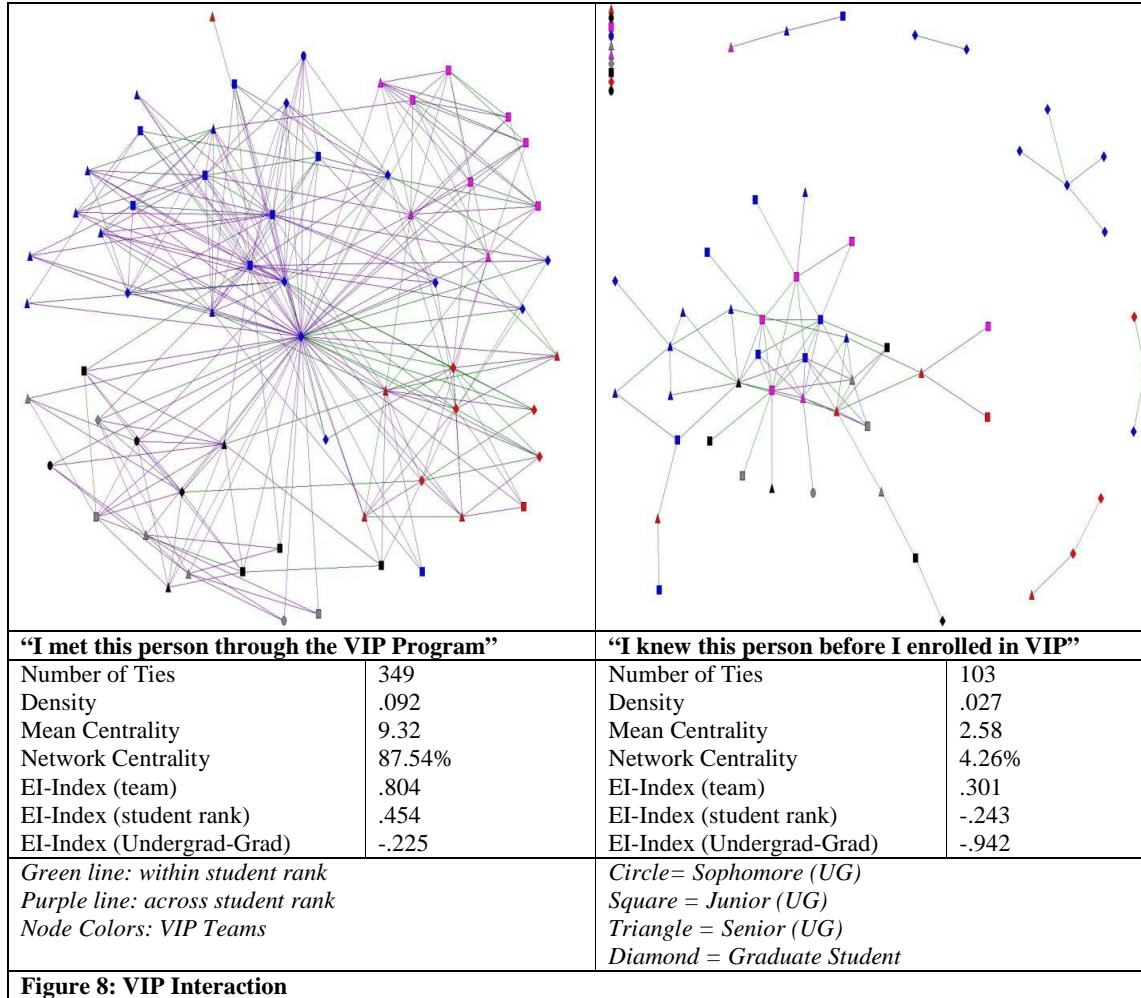 “I met this person through the VIP Program” “I knew this person before I enrolled in VIP”
Number of Ties 349 Number of Ties 103
Density .092 Density .027
Mean Centrality 9.32 Mean Centrality 2.58
Network Centrality 87.54% Network Centrality 4.26%
EI-Index (team) .804 EI-Index (team) .301
EI-Index (student rank) .454 EI-Index (student rank) -.243
EI-Index (Undergrad-Grad) -.225 EI-Index (Undergrad-Grad) -.942
Green line: within student rank Circle= Sophomore (UG)
Purple line: across student rank Square = Junior (UG)
Node Colors: VIP Teams Triangle = Senior (UG)
Diamond = Graduate Student
Figure 8: VIP Interaction